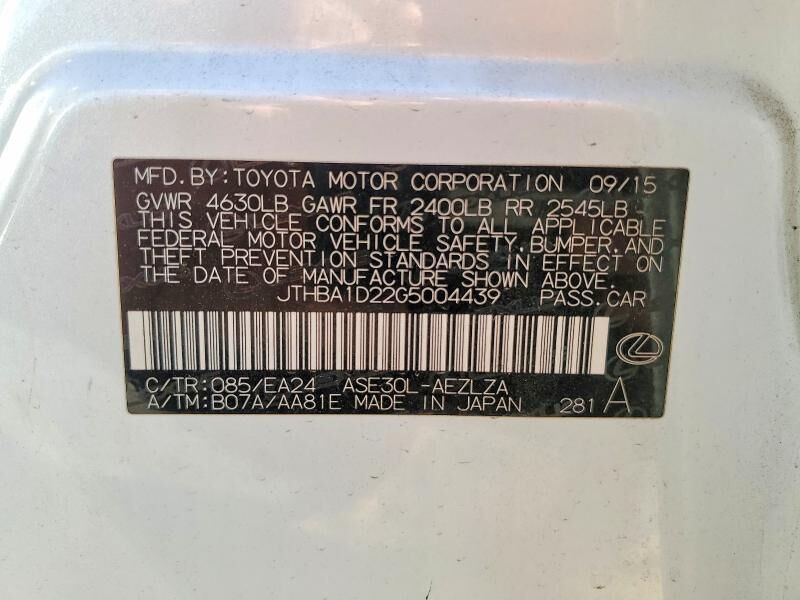 MFD.BY:TOYOTA MOTOR CORPORATION 09/15
GVWR 4630LB GAWR FR 2400LB RR 2545LB
THIS VEHICLE CONFORMS TO ALL APPLICABLE
FEDERAL MOTOR VEHICLE SAFETY,BUMPER,AND
THEFT PREVENTION STANDARDS IN EFFECT ON
THE DATE OF MANUFACTURE SHOWN ABOVE.
JTHBA1D22G5004439 PASS.CAR
C/TR:085/EA24 ASE30L-AEZLZA
A/TM:B07A/AA81E MADE IN JAPAN 281 A